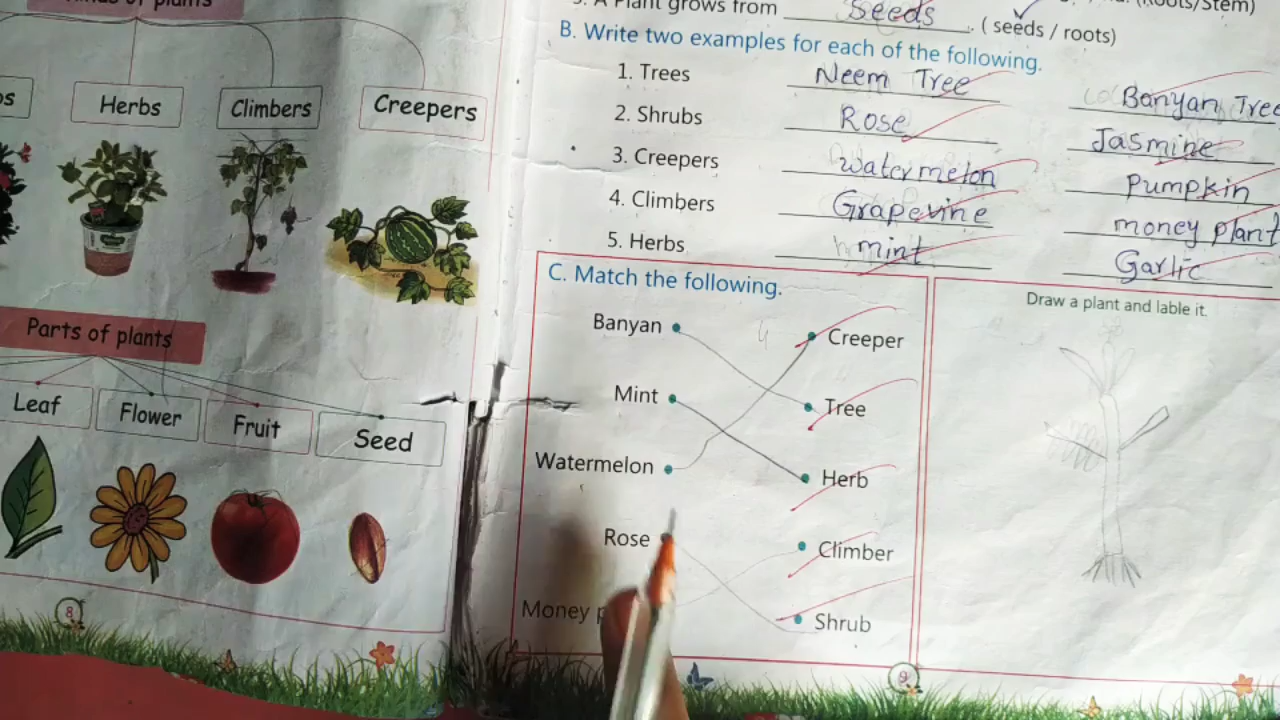 Kinds of plants
Herbs
Climbers
Creepers
Parts of plants
Leaf
Flower
Fruit
Seed
8
A Plant grows from Seeds . ( seeds / roots)
(Roots/Stem)
B. Write two examples for each of the following.
1. Trees Neem Tree Banyan Tree
2. Shrubs Rose Jasmine
3. Creepers watermelon Pumpkin
4. Climbers Grapevine money plant
5. Herbs mint Garlic
C. Match the following.
Banyan Creeper
Mint Tree
Watermelon Herb
Rose Climber
Money Shrub
Draw a plant and lable it.
9